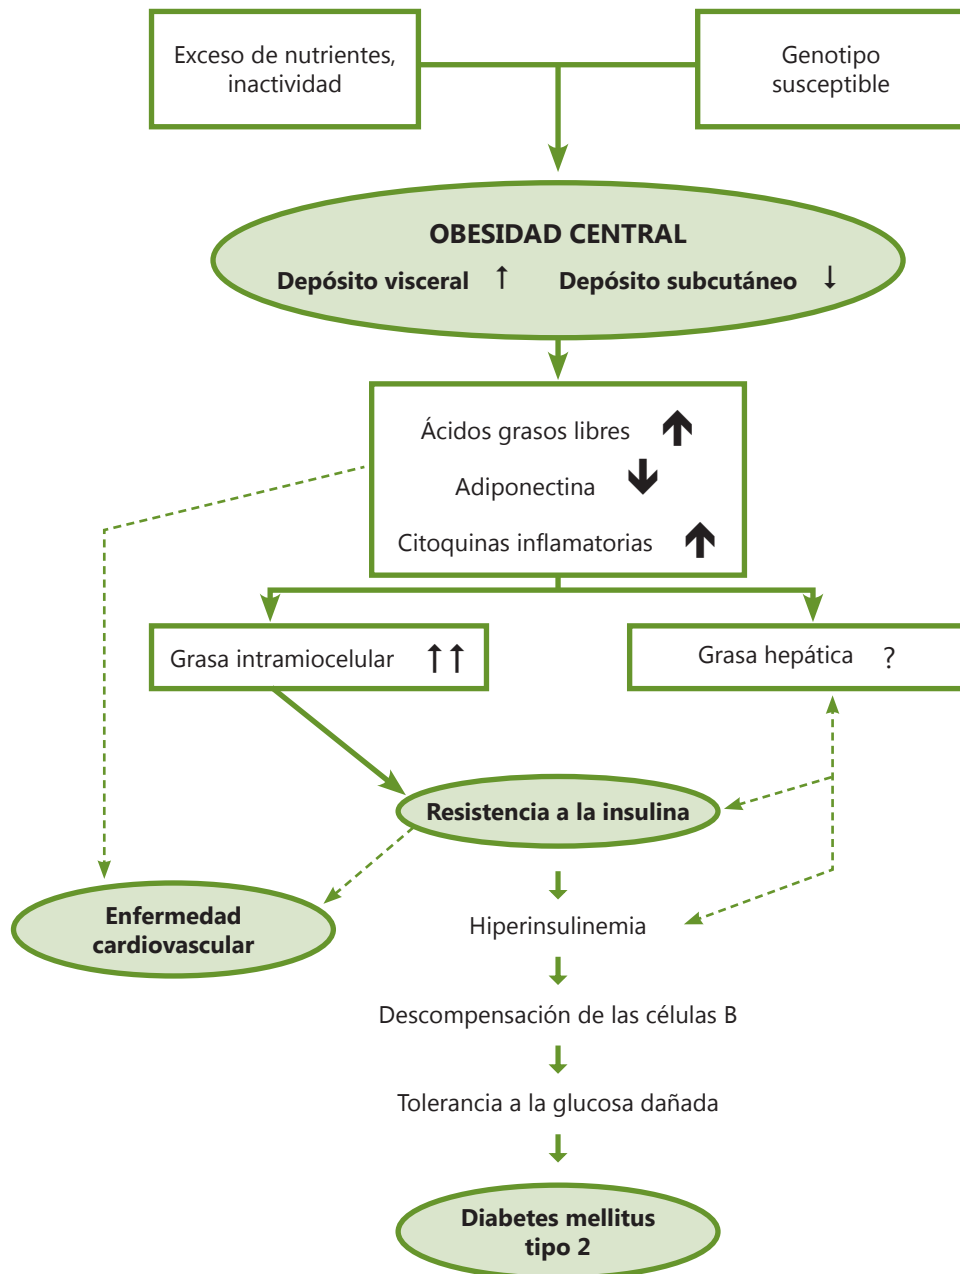 Exceso de nutrientes,
inactividad
Genotipo
susceptible
OBESIDAD CENTRAL
Depósito visceral ↑ Depósito subcutáneo ↓
Ácidos grasos libres ↑
Adiponectina ↓
Citoquinas inflamatorias ↑
Grasa intramiocelular ↑↑
Grasa hepática ?
Resistencia a la insulina
Enfermedad
cardiovascular
Hiperinsulinemia
Descompensación de las células B
Tolerancia a la glucosa dañada
Diabetes mellitus
tipo 2